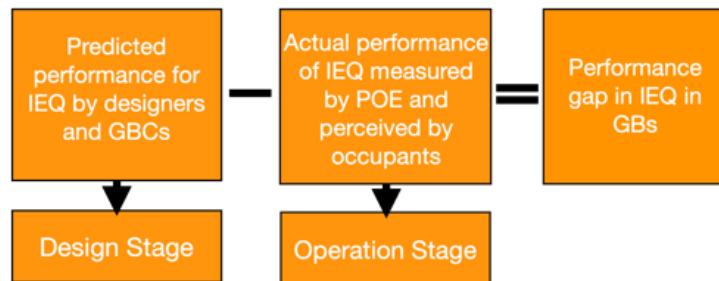 Predicted
performance for
IEQ by designers
and GBCs
Actual performance
of IEQ measured
by POE and
perceived by
occupants
Performance
gap in IEQ in
GBs
Design Stage
Operation Stage